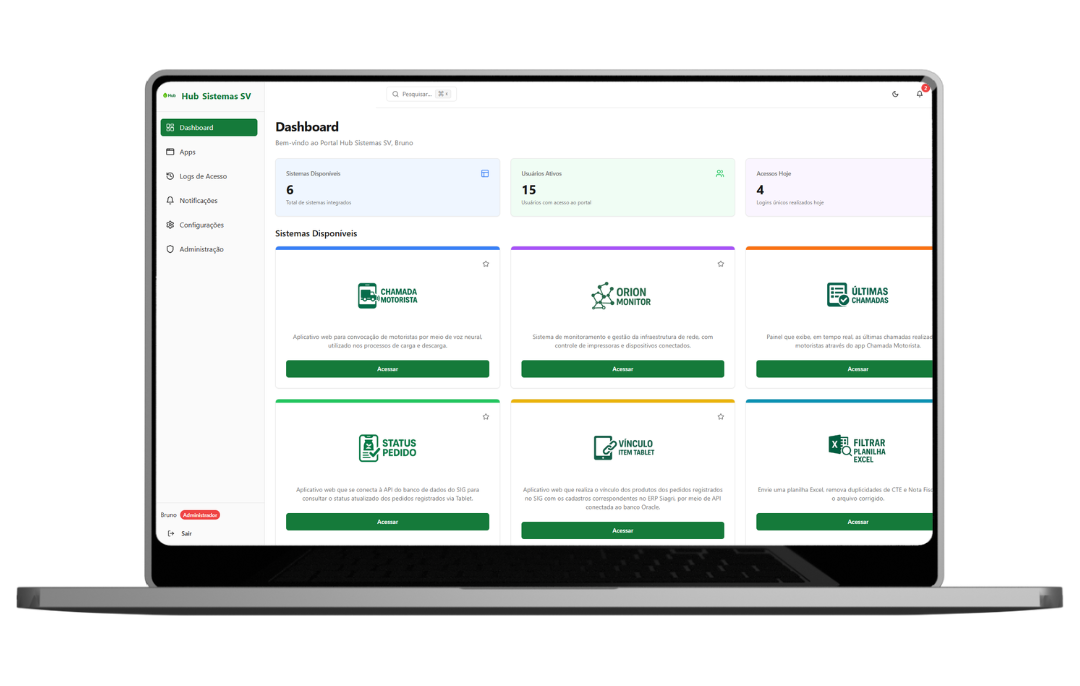 Hub
Hub Sistemas SV
Pesquisar...
⌘ K
2
Dashboard
Apps
Logs de Acesso
Notificações
Configurações
Administração
Bruno
Administrador
Sair
Dashboard
Bem-vindo ao Portal Hub Sistemas SV, Bruno
Sistemas Disponíveis
6
Total de sistemas integrados
Usuários Ativos
15
Usuários com acesso ao portal
Acessos Hoje
4
Logins únicos realizados hoje
Sistemas Disponíveis
CHAMADA
MOTORISTA
Aplicativo web para convocação de motoristas por meio de voz neural,
utilizado nos processos de carga e descarga.
Acessar
ORION
MONITOR
Sistema de monitoramento e gestão da infraestrutura de rede, com
controle de impressoras e dispositivos conectados.
Acessar
ÚLTIMAS
CHAMADAS
Painel que exibe, em tempo real, as últimas chamadas realizad
motoristas através do app Chamada Motorista.
Acessar
STATUS
PEDIDO
Aplicativo web que se conecta à API do banco de dados do SIG para
consultar o status atualizado dos pedidos registrados via Tablet.
Acessar
VÍNCULO
ITEM TABLET
Aplicativo web que realiza o vínculo dos produtos dos pedidos registrados
no SIG com os cadastros correspondentes no ERP Siagri, por meio de API
conectada ao banco Oracle.
Acessar
X
FILTRAR
PLANILHA
EXCEL
Envie uma planilha Excel, remova duplicidades de CTE e Nota Fisc
o arquivo corrigido.
Acessar